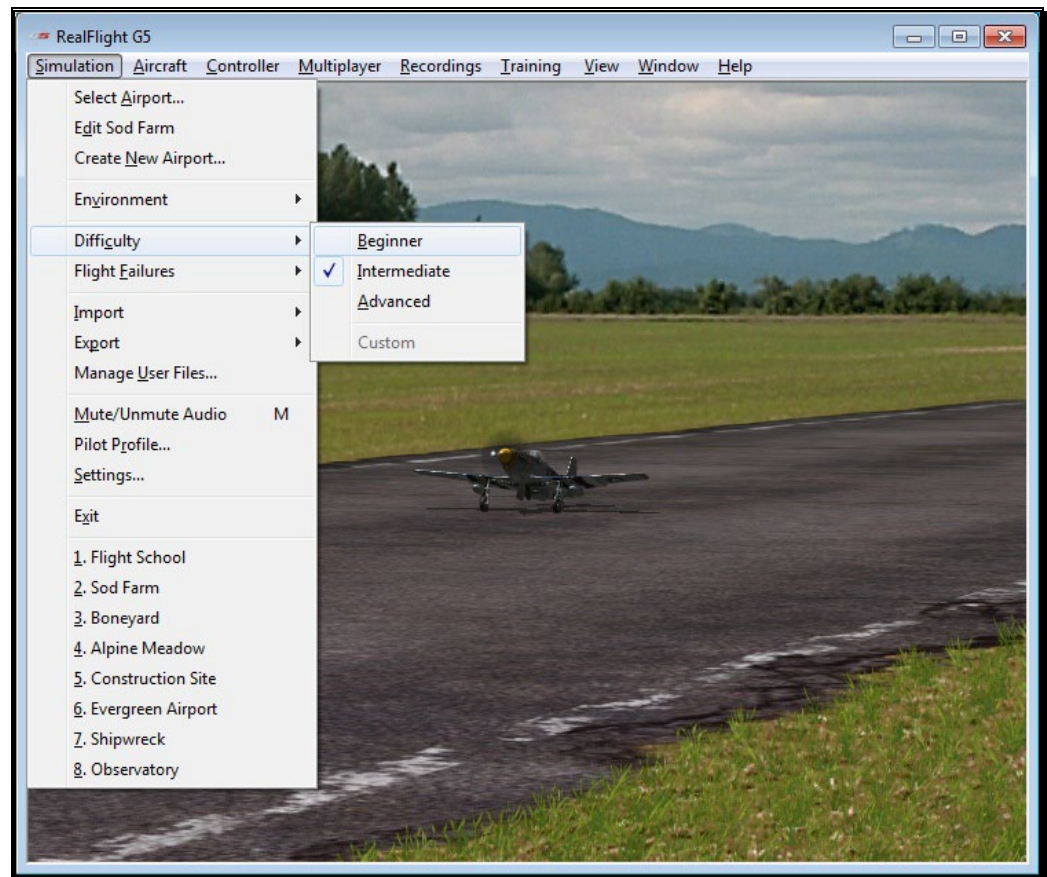 RealFlight G5
Simulation Aircraft Controller Multiplayer Recordings Training View Window Help
Select Airport...
Edit Sod Farm
Create New Airport...
Environment
Difficulty
Beginner
Flight Failures
Intermediate
Advanced
Import
Export
Custom
Manage User Files...
Mute/Unmute Audio M
Pilot Profile...
Settings...
Exit
1. Flight School
2. Sod Farm
3. Boneyard
4. Alpine Meadow
5. Construction Site
6. Evergreen Airport
7. Shipwreck
8. Observatory